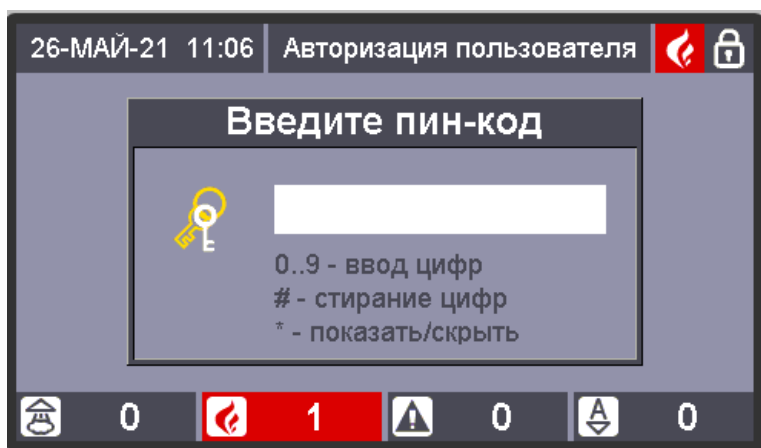 26-МАЙ-21 11:06 Авторизация пользователя
Введите пин-код
0..9 - ввод цифр
# - стирание цифр
* - показать/скрыть
0 1 0 A 0